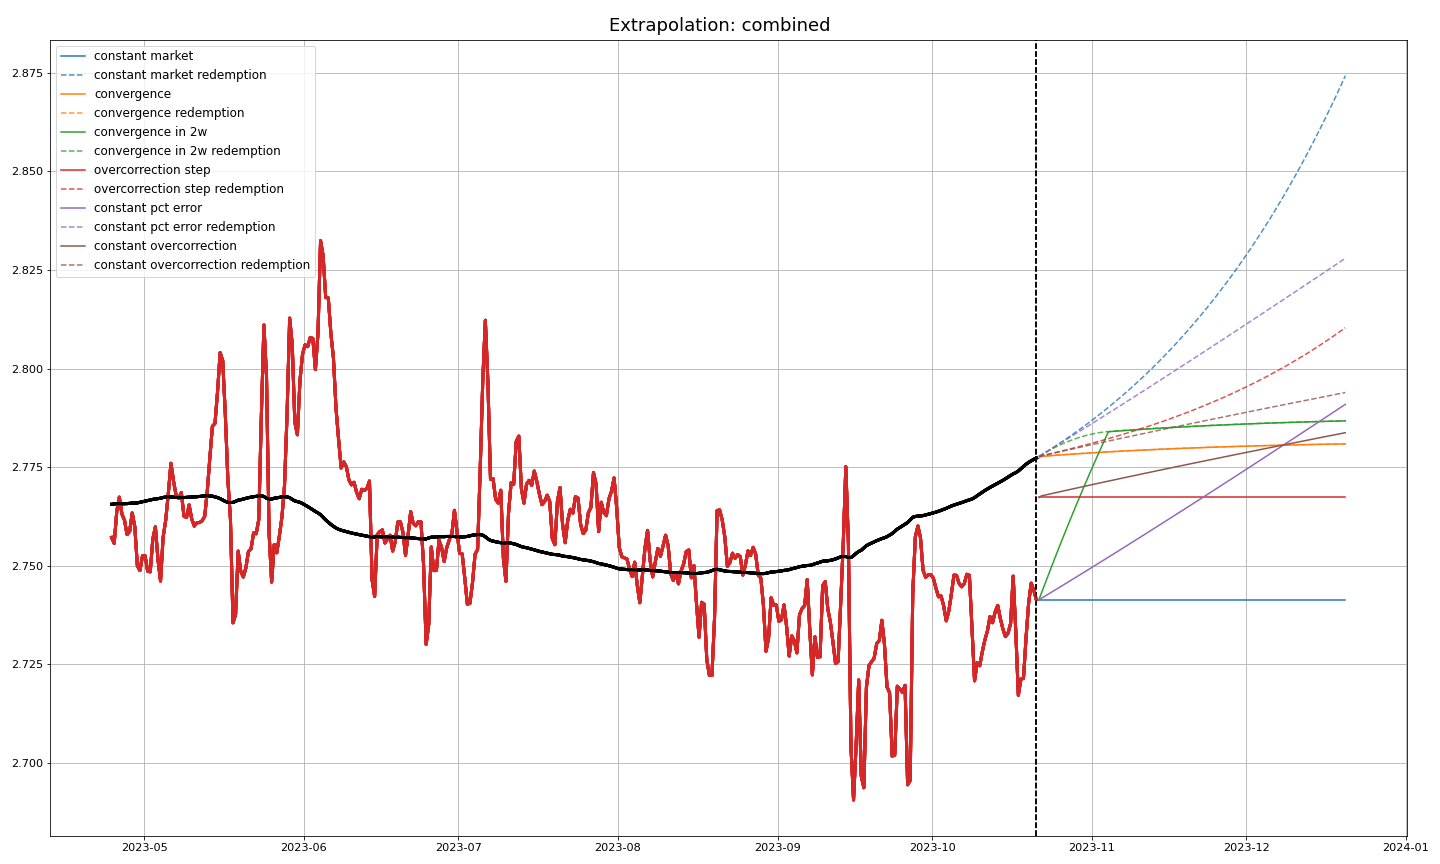 Extrapolation: combined
constant market
constant market redemption
convergence
convergence redemption
convergence in 2w
convergence in 2w redemption
overcorrection step
overcorrection step redemption
constant pct error
constant pct error redemption
constant overcorrection
constant overcorrection redemption
2.875
2.850
2.825
2.800
2.775
2.750
2.725
2.700
2023-05
2023-06
2023-07
2023-08
2023-09
2023-10
2023-11
2023-12
2024-01